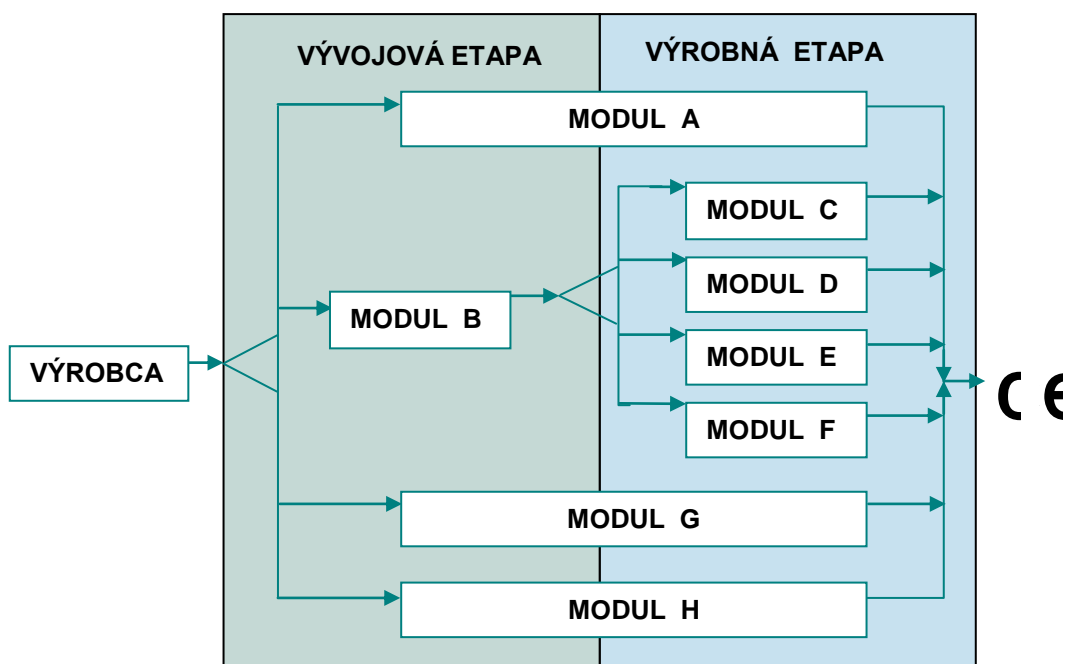 VÝVOJOVÁ ETAPA
VÝROBNÁ ETAPA
MODUL A
MODUL C
MODUL D
MODUL B
MODUL E
VÝROBCA
MODUL F
CE
MODUL G
MODUL H